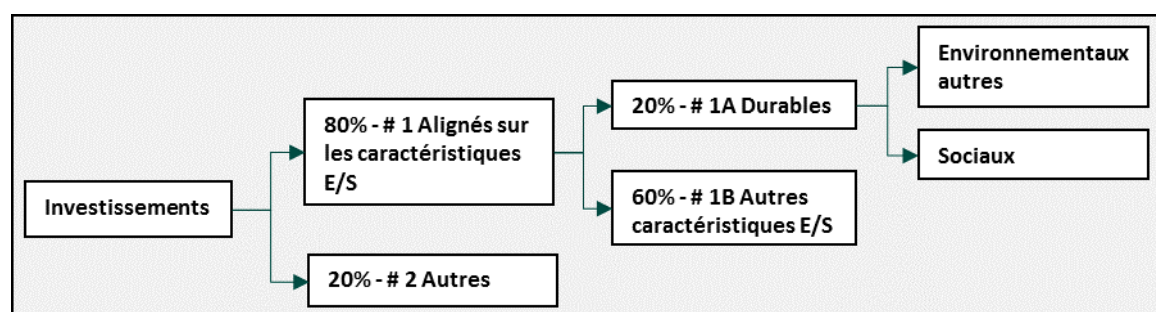 Investissements
80% - # 1 Alignés sur
les caractéristiques
E/S
20% - # 2 Autres
20% - # 1A Durables
60% - # 1B Autres
caractéristiques E/S
Environnementaux
autres
Sociaux